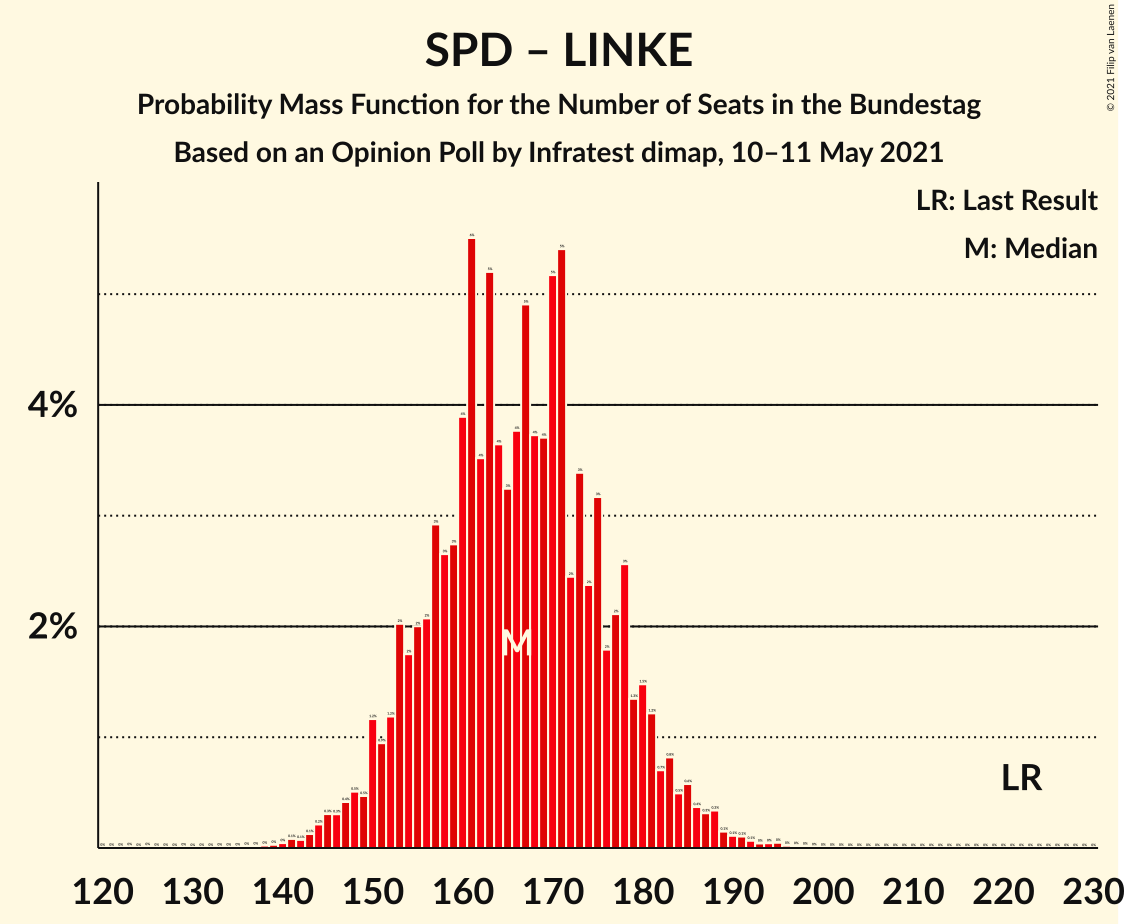 SPD – LINKE
Probability Mass Function for the Number of Seats in the Bundestag
Based on an Opinion Poll by Infratest dimap, 10–11 May 2021
© 2021 Filip van Laenen
LR: Last Result
M: Median
4%
2%
M
LR
120 130 140 150 160 170 180 190 200 210 220 230